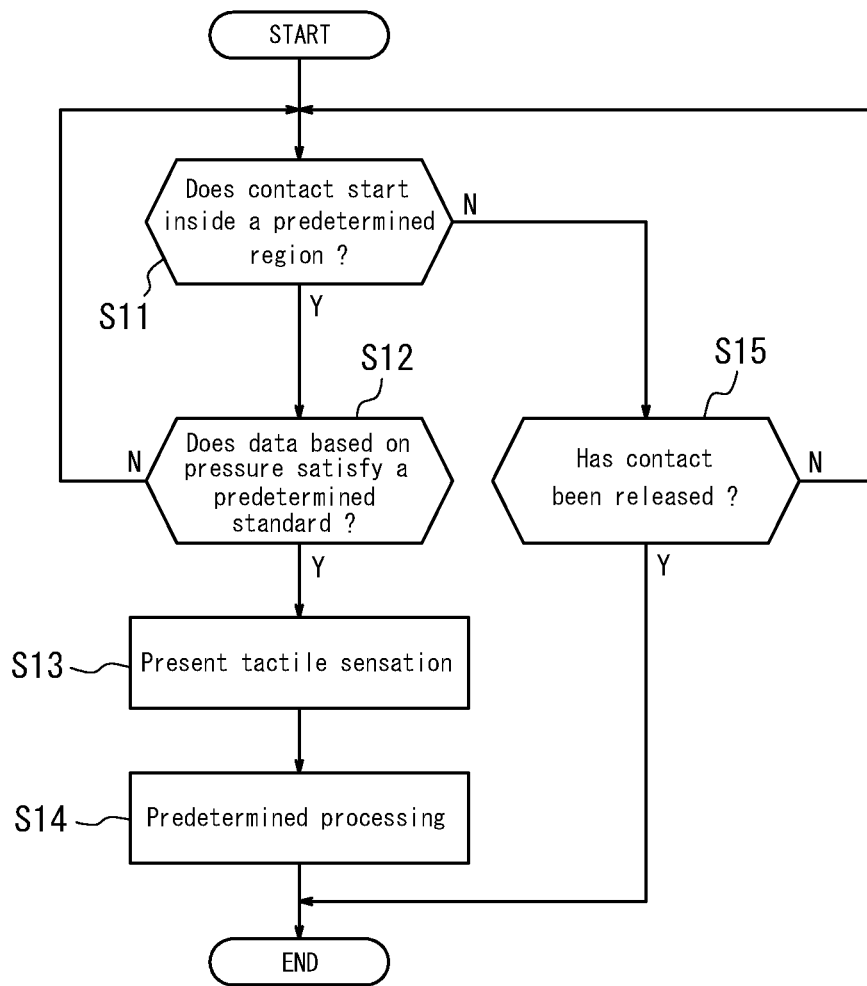 START
Does contact start
inside a predetermined
region ?
N
S11
Y
S12
S15
Does data based on
pressure satisfy a
predetermined
standard ?
N
Has contact
been released ?
N
Y
Y
S13
Present tactile sensation
S14
Predetermined processing
END